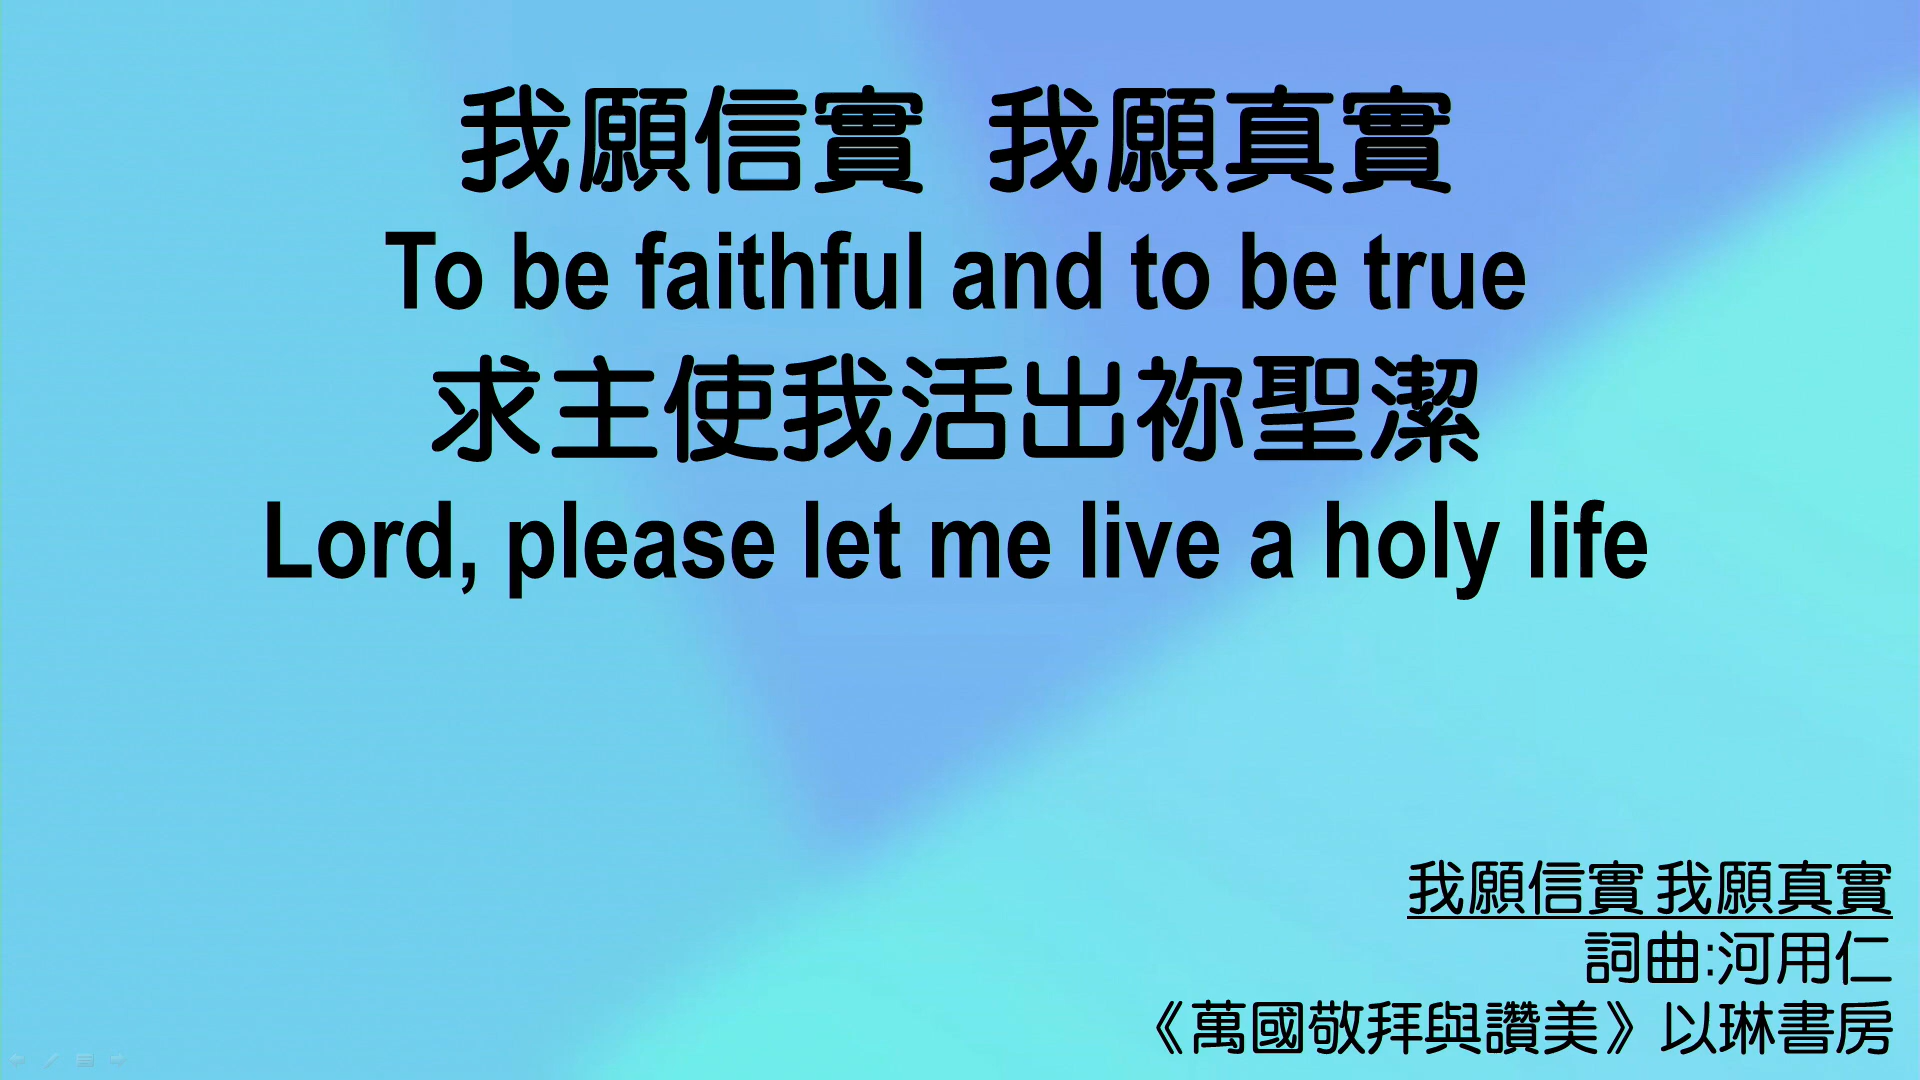 我願信實 我願真實
To be faithful and to be true
求主使我活出祢聖潔
Lord, please let me live a holy life
我願信實 我願真實
詞曲:河用仁
《萬國敬拜與讚美》以琳書房